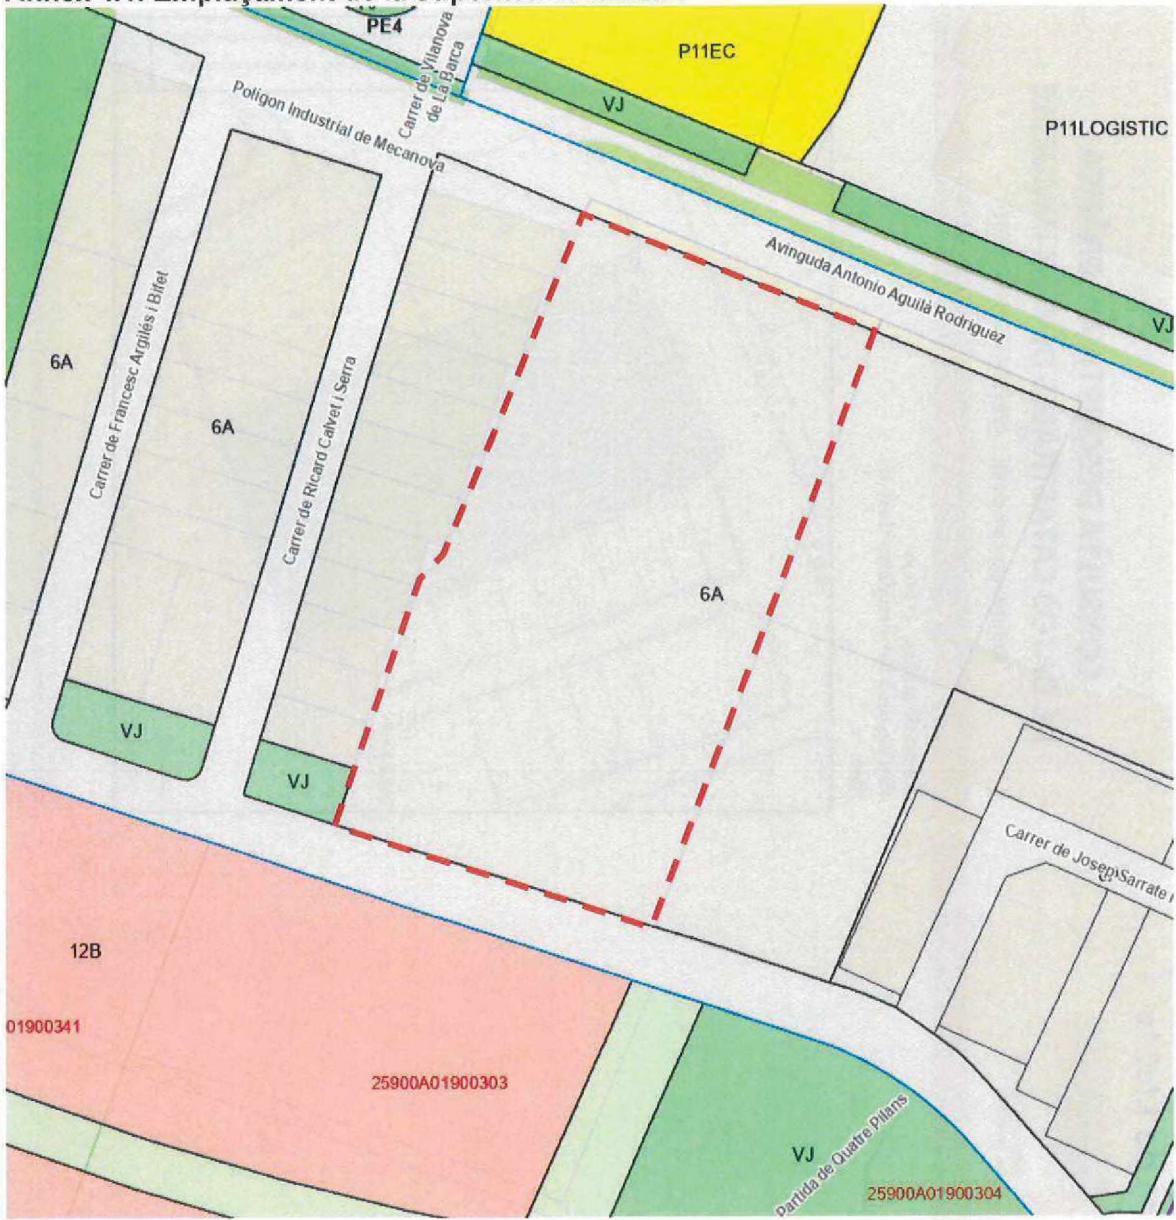 PE4
Carrer de Vilanova
de La Barca
P11EC
VJ
P11LOGISTIC
Polígon Industrial de Mecanova
Avinguda Antonio Aguilà Rodríguez
VJ
6A
Carrer de Francesc Argilés i Bifet
6A
Carrer de Ricard Calvet i Serra
6A
VJ
VJ
Carrer de Josep Sarrate
12B
01900341
25900A01900303
VJ
Partida de Quatre Pilans
25900A01900304